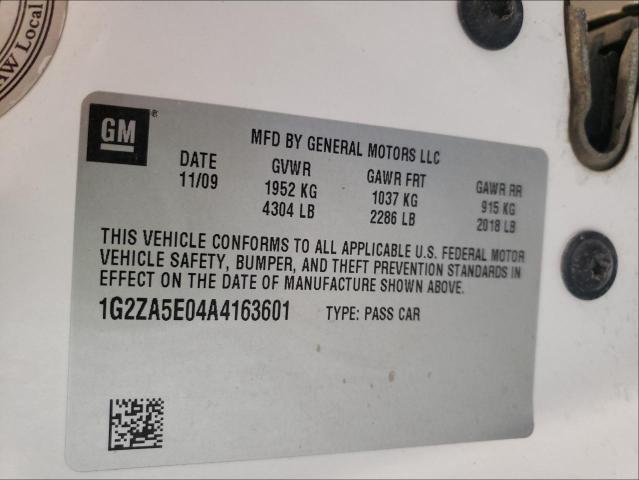 HW Local
GM®
MFD BY GENERAL MOTORS LLC
DATE GVWR GAWR FRT GAWR RR
11/09 1952 KG 1037 KG 915 KG
4304 LB 2286 LB 2018 LB
THIS VEHICLE CONFORMS TO ALL APPLICABLE U.S. FEDERAL MOTOR
VEHICLE SAFETY, BUMPER, AND THEFT PREVENTION STANDARDS IN
EFFECT ON THE DATE OF MANUFACTURE SHOWN ABOVE.
1G2ZA5E04A4163601 TYPE: PASS CAR